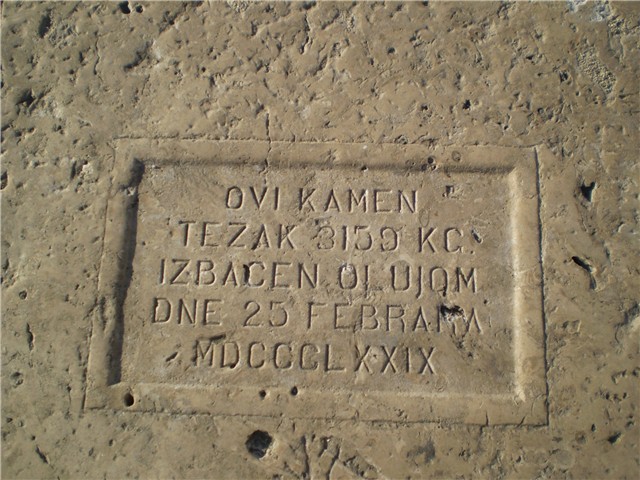 OVI KAMEN
TEZAK 3159 KG.
IZBACEN OLUJOM
DNE 25 FEBRARA
MDCCCLXXIX